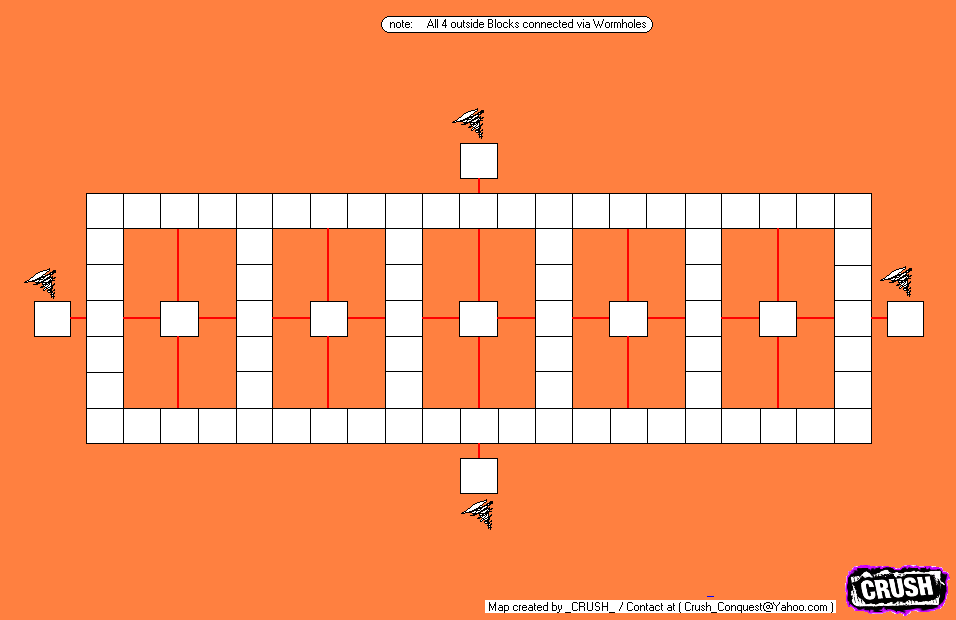 note: All 4 outside Blocks connected via Wormholes
Map created by _CRUSH_ / Contact at ( Crush_Conquest@Yahoo.com )
CRUSH